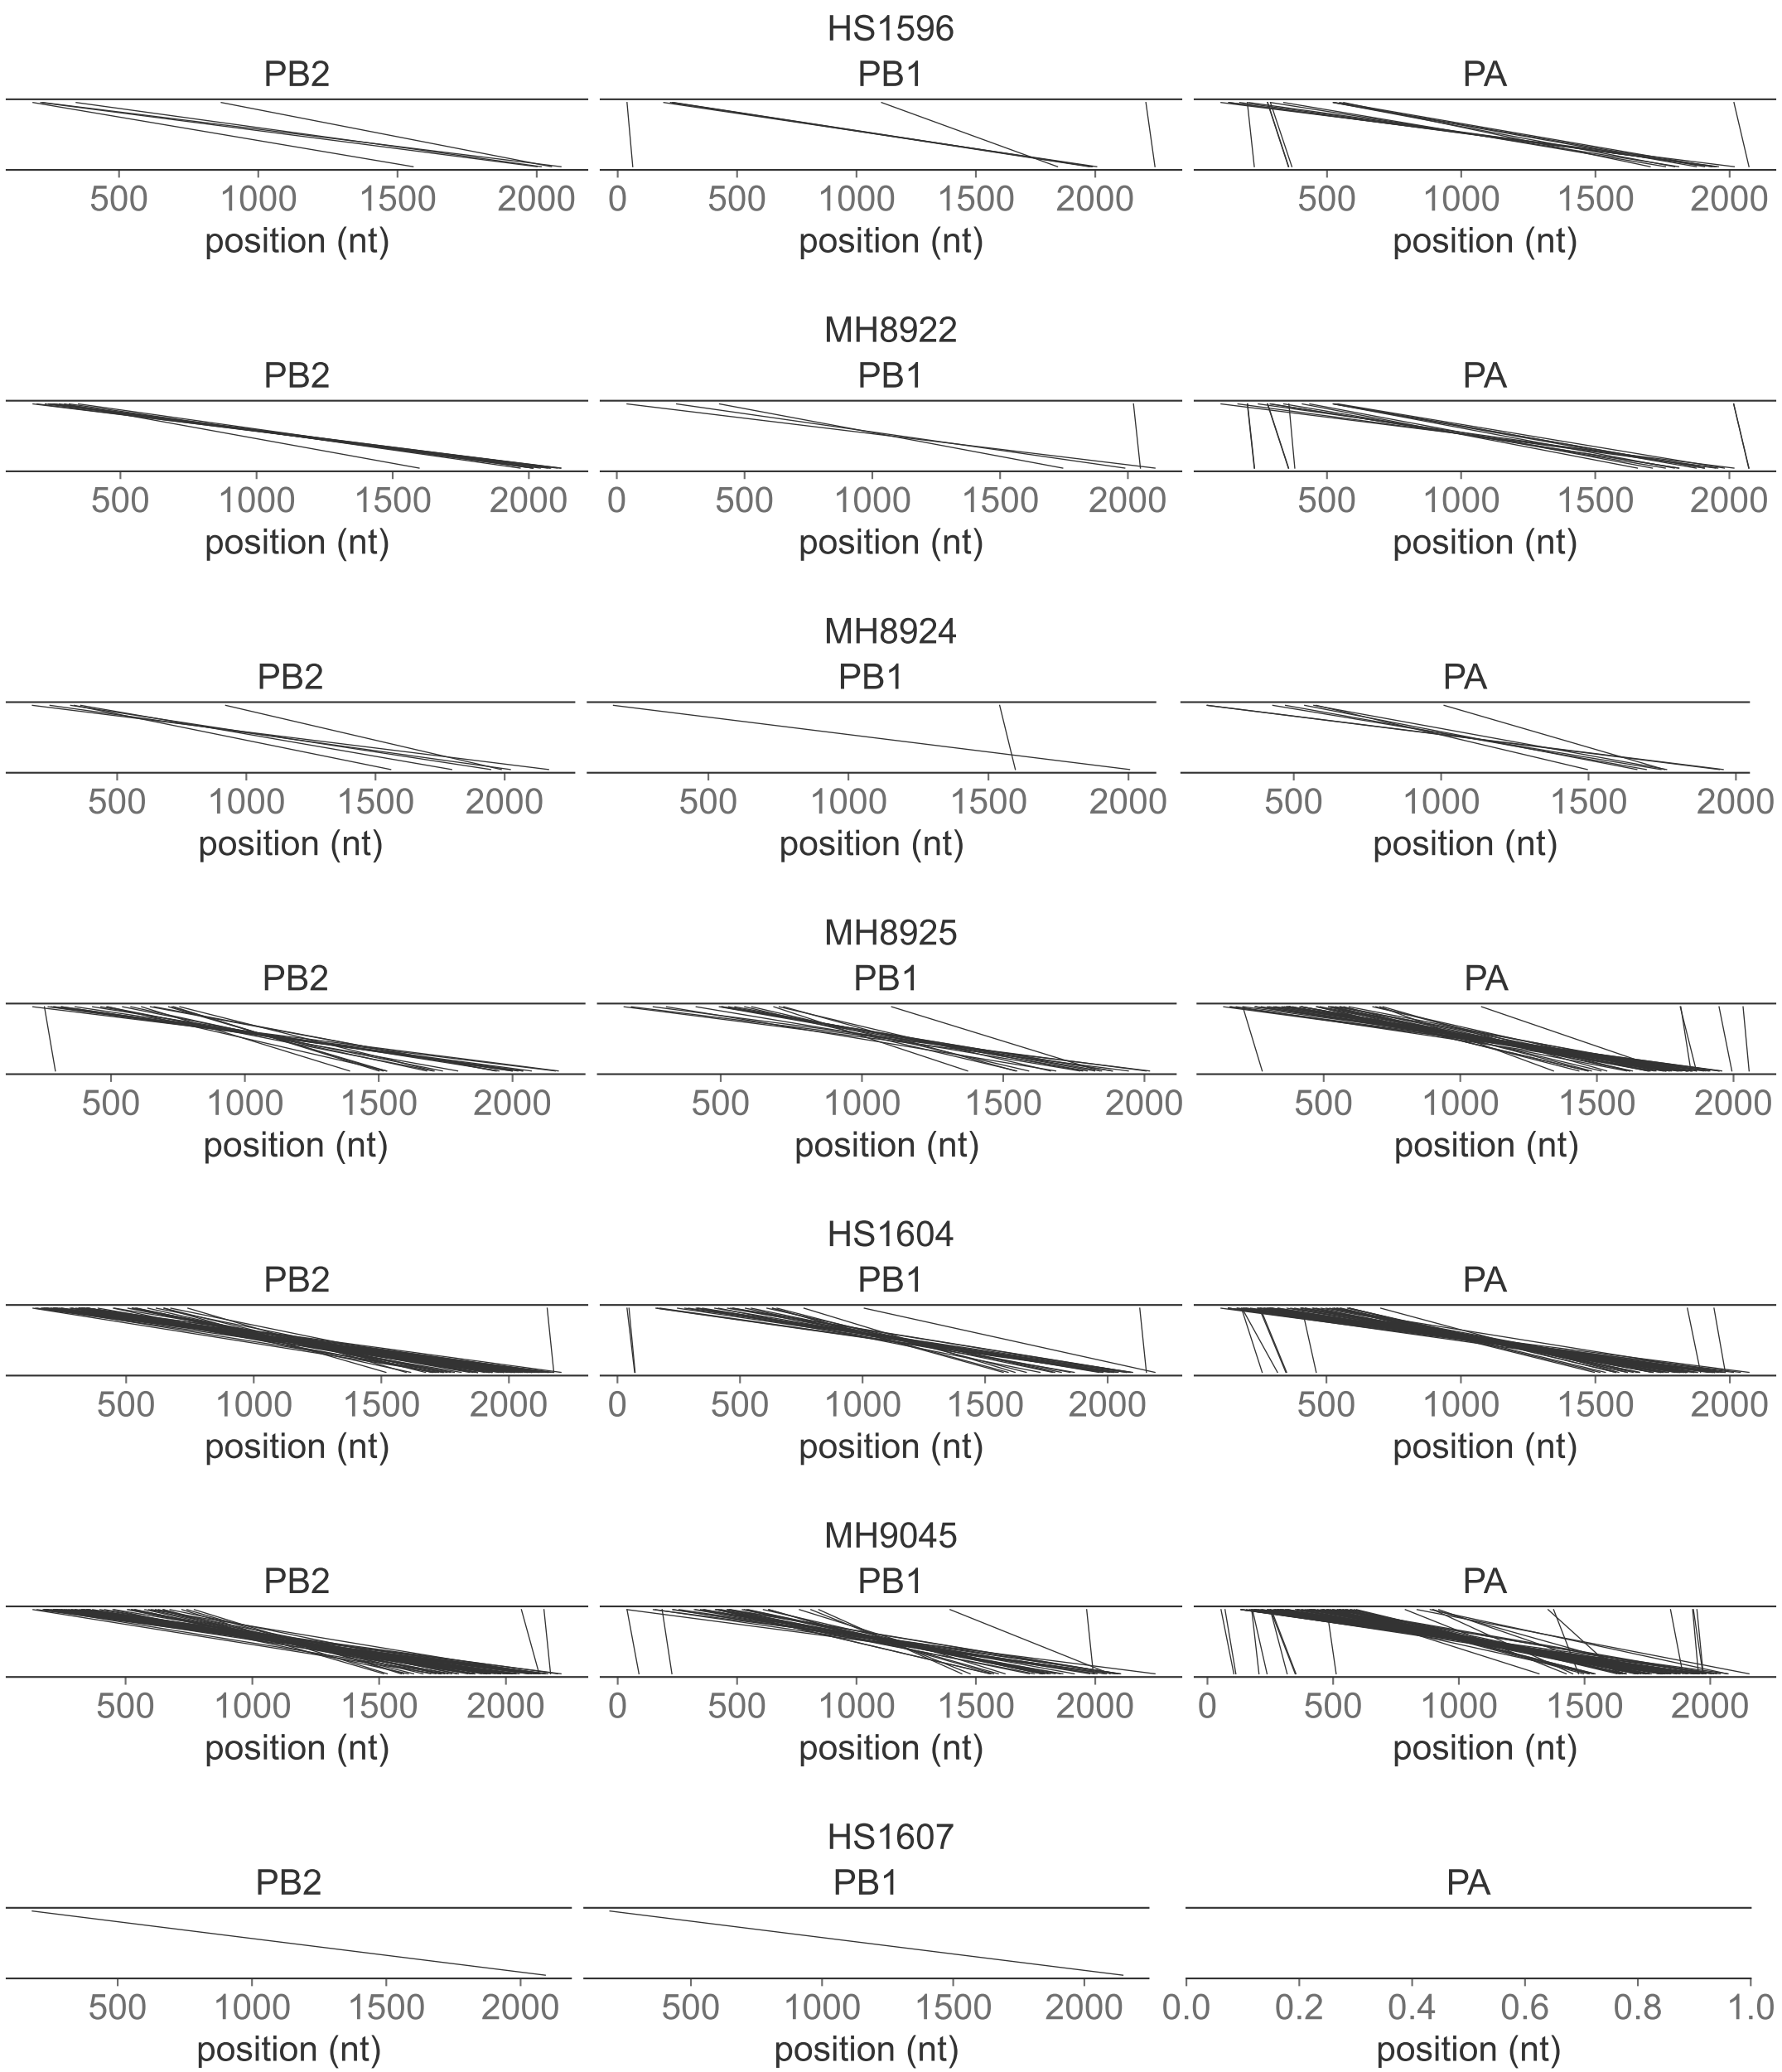 HS1596
PB2 PB1 PA
500 1000 1500 2000 0 500 1000 1500 2000 500 1000 1500 2000
position (nt) position (nt) position (nt)
MH8922
PB2 PB1 PA
500 1000 1500 2000 0 500 1000 1500 2000 500 1000 1500 2000
position (nt) position (nt) position (nt)
MH8924
PB2 PB1 PA
500 1000 1500 2000 500 1000 1500 2000 500 1000 1500 2000
position (nt) position (nt) position (nt)
MH8925
PB2 PB1 PA
500 1000 1500 2000 500 1000 1500 2000 500 1000 1500 2000
position (nt) position (nt) position (nt)
HS1604
PB2 PB1 PA
500 1000 1500 2000 0 500 1000 1500 2000 500 1000 1500 2000
position (nt) position (nt) position (nt)
MH9045
PB2 PB1 PA
500 1000 1500 2000 0 500 1000 1500 2000 0 500 1000 1500 2000
position (nt) position (nt) position (nt)
HS1607
PB2 PB1 PA
500 1000 1500 2000 500 1000 1500 2000 0.0 0.2 0.4 0.6 0.8 1.0
position (nt) position (nt) position (nt)